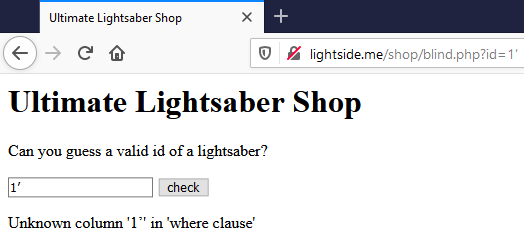 Ultimate Lightsaber Shop
lightside.me/shop/blind.php?id=1′
Ultimate Lightsaber Shop
Can you guess a valid id of a lightsaber?
1′ check
Unknown column '1’' in 'where clause'